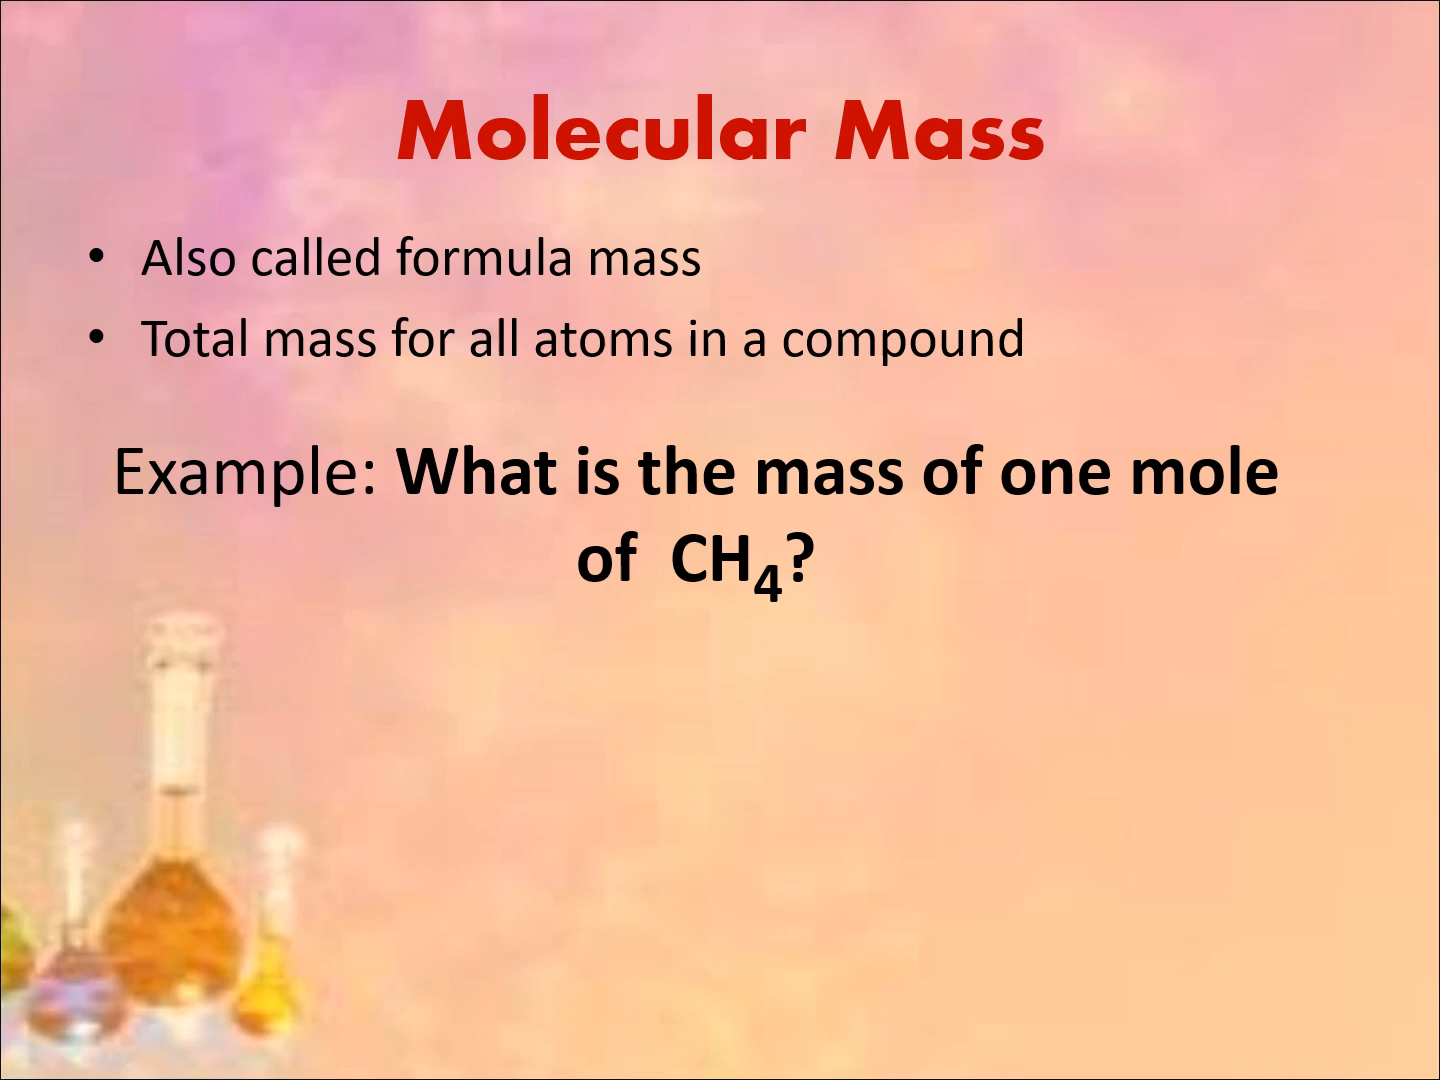 Molecular Mass
• Also called formula mass
• Total mass for all atoms in a compound
Example: What is the mass of one mole
of CH₄?